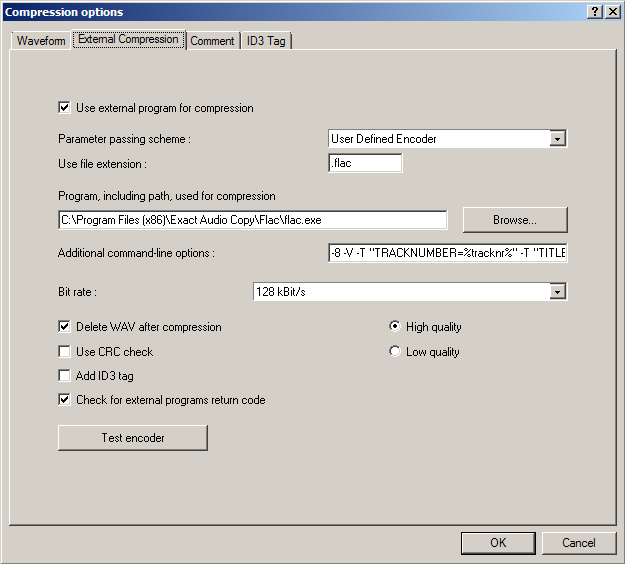 Compression options
Waveform External Compression Comment ID3 Tag
Use external program for compression
Parameter passing scheme : User Defined Encoder
Use file extension : .flac
Program, including path, used for compression
C:\Program Files (x86)\Exact Audio Copy\Flac\flac.exe Browse...
Additional command-line options : -8 -V -T "TRACKNUMBER=%tracknr%" -T "TITLE
Bit rate : 128 kBit/s
Delete WAV after compression High quality
Use CRC check Low quality
Add ID3 tag
Check for external programs return code
Test encoder
OK Cancel